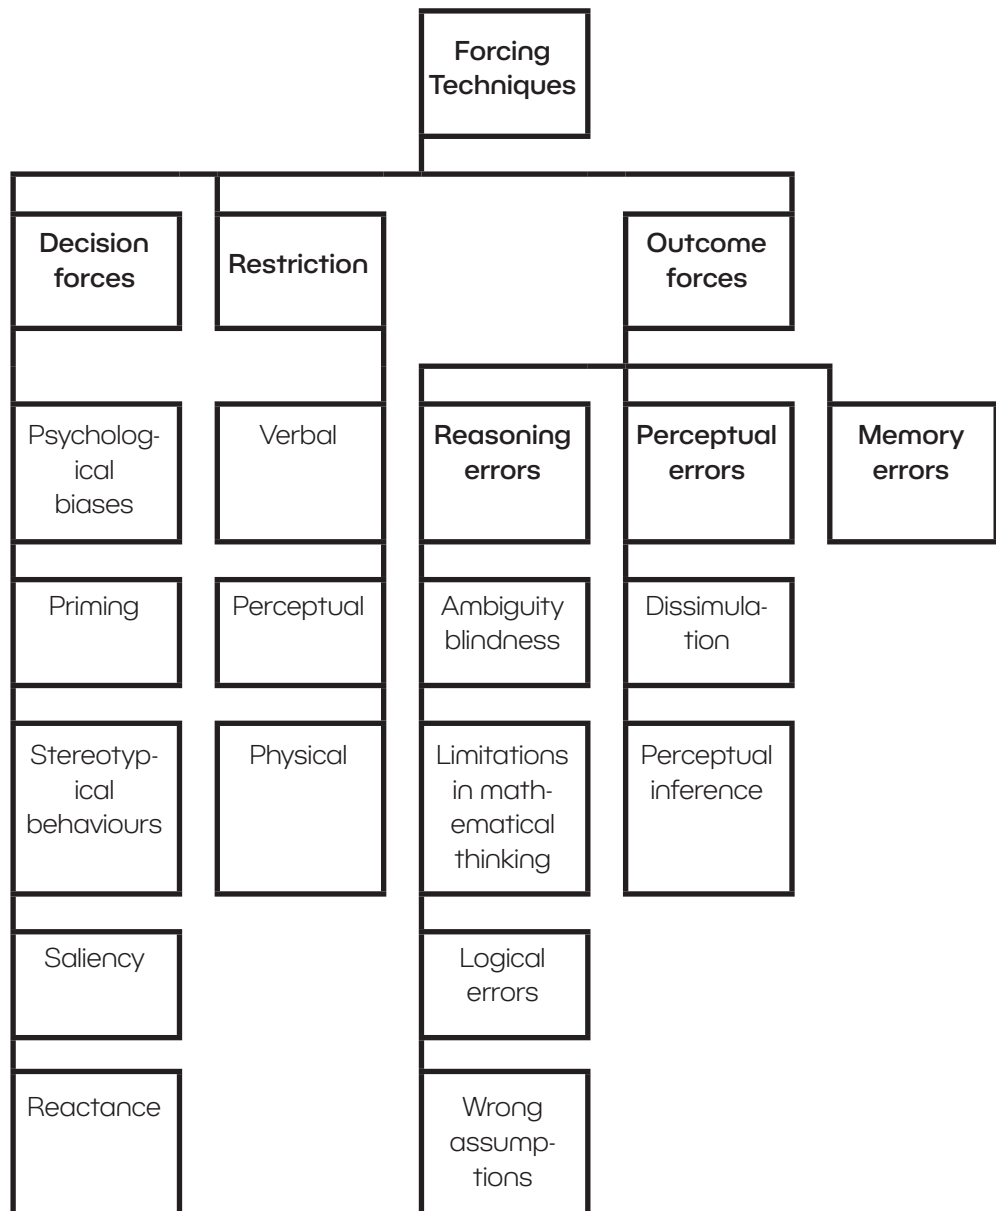 Forcing
Techniques
Decision
forces
Restriction
Outcome
forces
Psycholog-
ical
biases
Verbal
Reasoning
errors
Perceptual
errors
Memory
errors
Priming
Perceptual
Ambiguity
blindness
Dissimula-
tion
Stereotyp-
ical
behaviours
Physical
Limitations
in math-
ematical
thinking
Perceptual
inference
Saliency
Logical
errors
Reactance
Wrong
assump-
tions